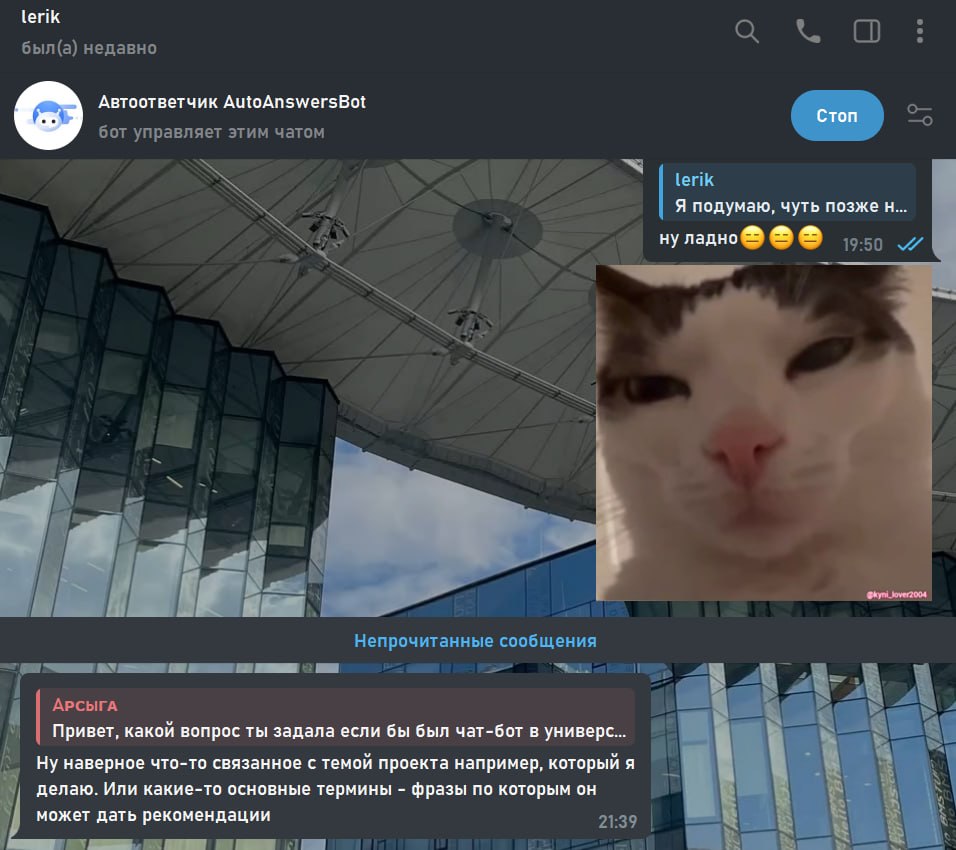 lerik
был(а) недавно
Автоответчик AutoAnswersBot
бот управляет этим чатом
Стоп
lerik
Я подумаю, чуть позже н...
ну ладно😑😑😑
19:50
@kyni_lover2004
Непрочитанные сообщения
Арсыга
Привет, какой вопрос ты задала если бы был чат-бот в универс...
Ну наверное что-то связанное с темой проекта например, который я
делаю. Или какие-то основные термины - фразы по которым он
может дать рекомендации
21:39